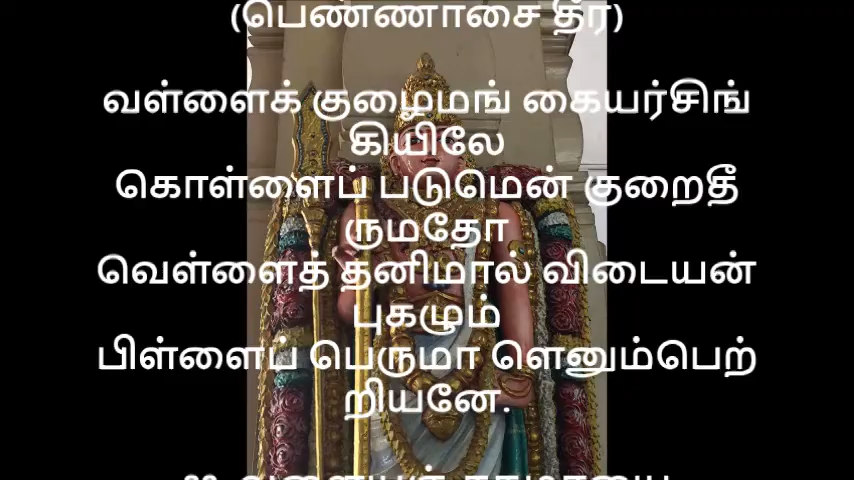 (பெண்ணாசை தீர)
வள்ளைக் குழைமங் கையர்சிங்
கியிலே
கொள்ளைப் படுமென் குறைதீ
ருமதோ
வெள்ளைத் தனிமால் விடையன்
புகழும்
பிள்ளைப் பெருமா ளெனும்பெற்
றியனே.